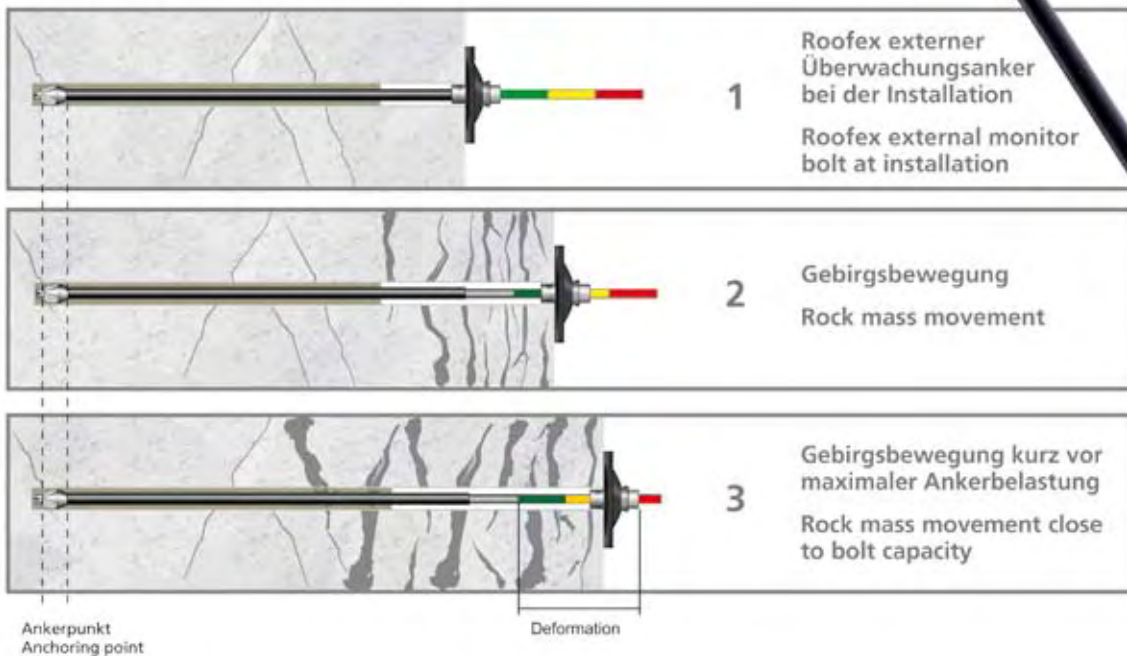 1
Roofex externer
Überwachungsanker
bei der Installation
Roofex external monitor
bolt at installation
2
Gebirgsbewegung
Rock mass movement
3
Gebirgsbewegung kurz vor
maximaler Ankerbelastung
Rock mass movement close
to bolt capacity
Ankerpunkt
Anchoring point
Deformation